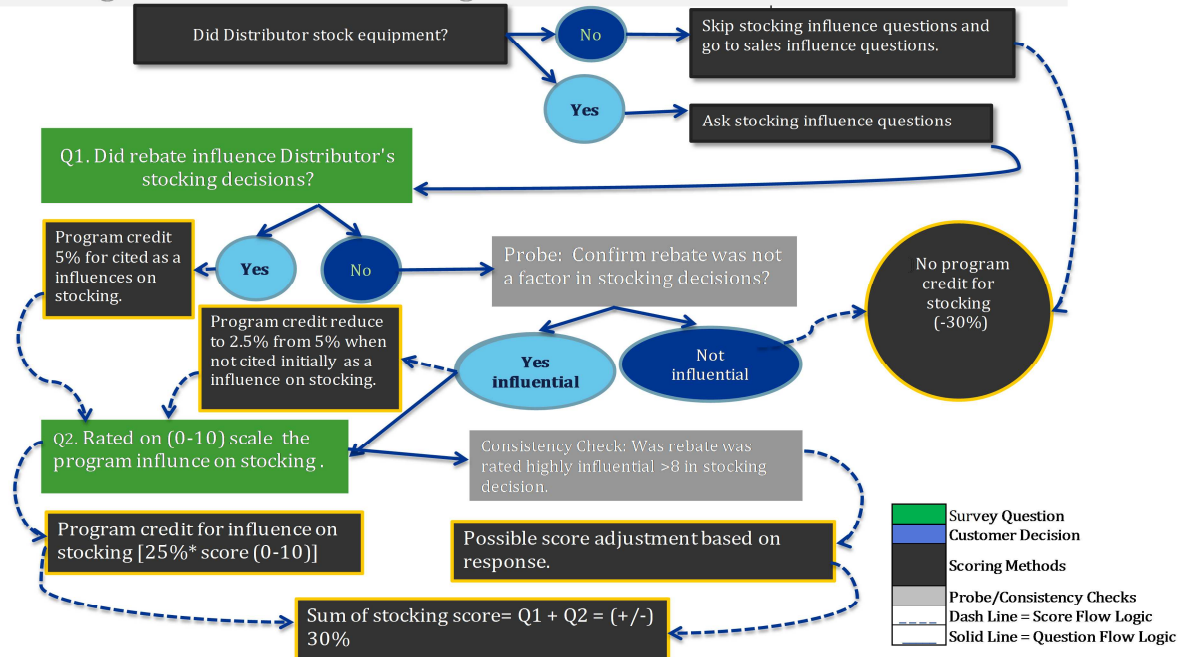 Did Distributor stock equipment?
No
Skip stocking influence questions and
go to sales influence questions.
Yes
Ask stocking influence questions
Q1. Did rebate influence Distributor's
stocking decisions?
Program credit
5% for cited as a
influences on
stocking.
Yes
No
Probe: Confirm rebate was not
a factor in stocking decisions?
No program
credit for
stocking
(-30%)
Program credit reduce
to 2.5% from 5% when
not cited initially as a
influence on stocking.
Yes
influential
Not
influential
Q2. Rated on (0-10) scale the
program influnce on stocking .
Consistency Check: Was rebate was
rated highly influential >8 in stocking
decision.
Program credit for influence on
stocking [25%* score (0-10)]
Possible score adjustment based on
response.
Sum of stocking score= Q1 + Q2 = (+/-)
30%
Survey Question
Customer Decision
Scoring Methods
Probe/Consistency Checks
Dash Line = Score Flow Logic
Solid Line = Question Flow Logic